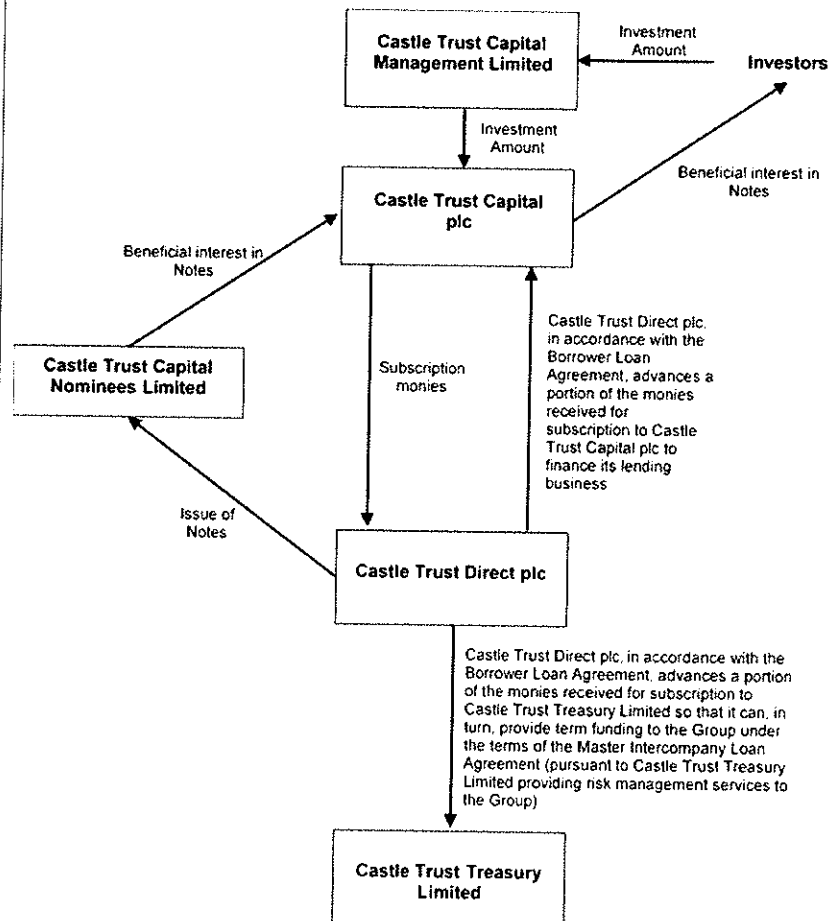 Castle Trust Capital
Management Limited
Investment
Amount
Investors
Investment
Amount
Beneficial interest in
Notes
Castle Trust Capital
plc
Beneficial interest in
Notes
Castle Trust Capital
Nominees Limited
Subscription
monies
Castle Trust Direct plc,
in accordance with the
Borrower Loan
Agreement, advances a
portion of the monies
received for
subscription to Castle
Trust Capital plc to
finance its lending
business
Issue of
Notes
Castle Trust Direct plc
Castle Trust Direct plc, in accordance with the
Borrower Loan Agreement, advances a portion
of the monies received for subscription to
Castle Trust Treasury Limited so that it can, in
turn, provide term funding to the Group under
the terms of the Master Intercompany Loan
Agreement (pursuant to Castle Trust Treasury
Limited providing risk management services to
the Group)
Castle Trust Treasury
Limited